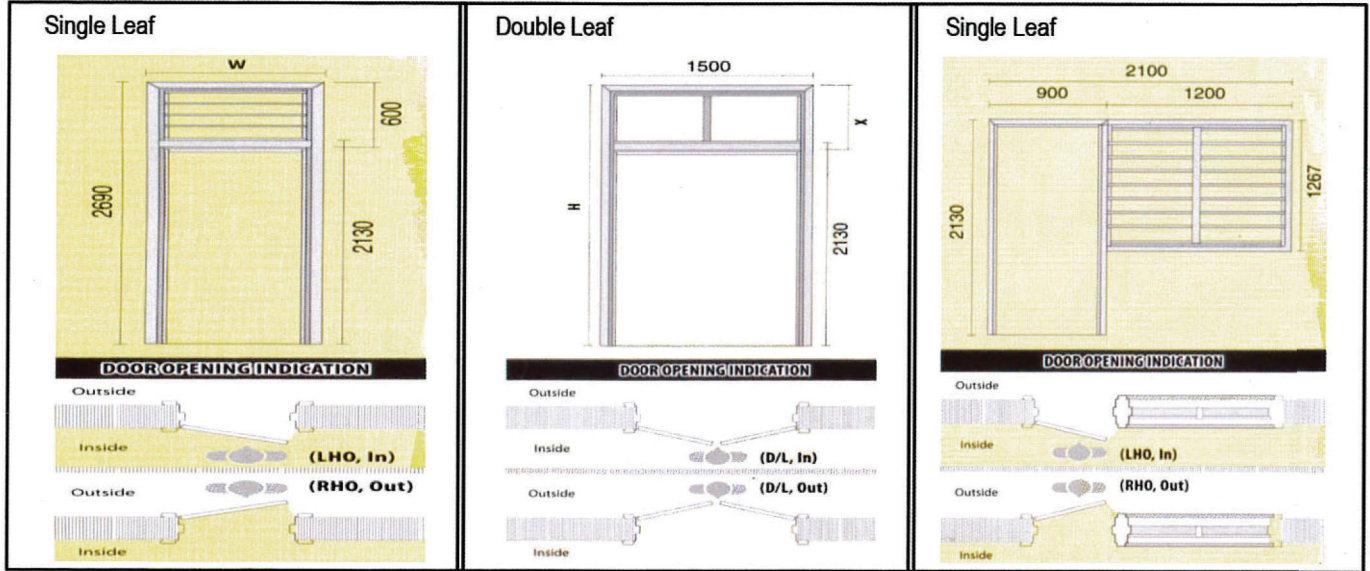 Single Leaf
W
600
2690
2130
DOOR OPENING INDICATION
Outside
Inside
(LHO, In)
Outside
(RHO, Out)
Inside
Double Leaf
1500
X
H
2130
DOOR OPENING INDICATION
Outside
Inside
(D/L, In)
Outside
(D/L, Out)
Inside
Single Leaf
2100
900
1200
2130
1267
DOOR OPENING INDICATION
Outside
Inside
(LHO, In)
Outside
(RHO, Out)
Inside